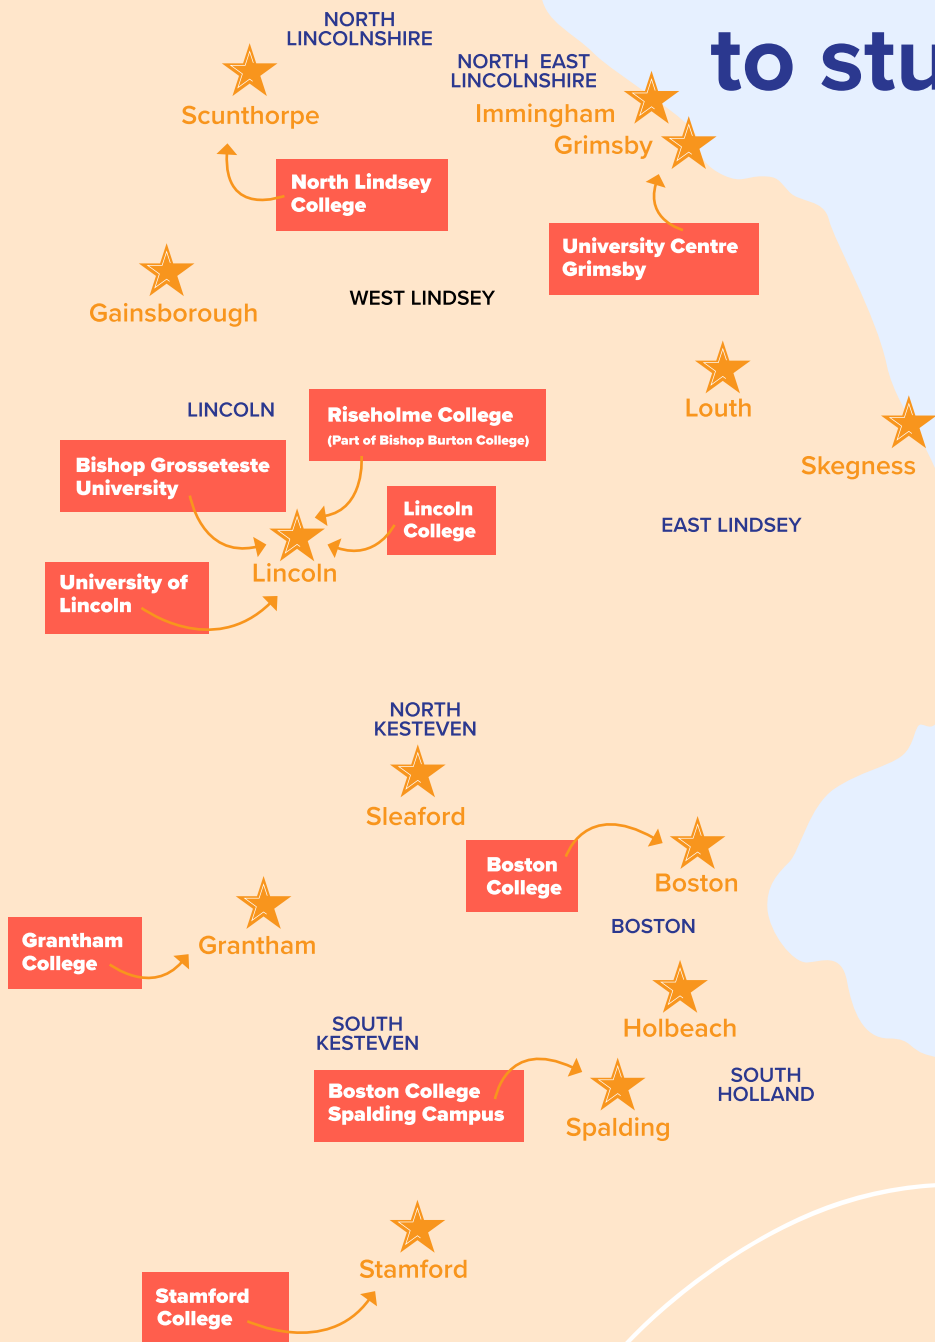 NORTH
LINCOLNSHIRE
to stu
NORTH EAST
LINCOLNSHIRE
Scunthorpe
Immingham
Grimsby
North Lindsey
College
University Centre
Grimsby
Gainsborough
WEST LINDSEY
LINCOLN
Riseholme College
(Part of Bishop Burton College)
Louth
Skegness
Bishop Grosseteste
University
Lincoln
College
EAST LINDSEY
Lincoln
University of
Lincoln
NORTH
KESTEVEN
Sleaford
Boston
College
Boston
BOSTON
Grantham
College
Grantham
Holbeach
SOUTH
KESTEVEN
Boston College
Spalding Campus
SOUTH
HOLLAND
Spalding
Stamford
Stamford
College